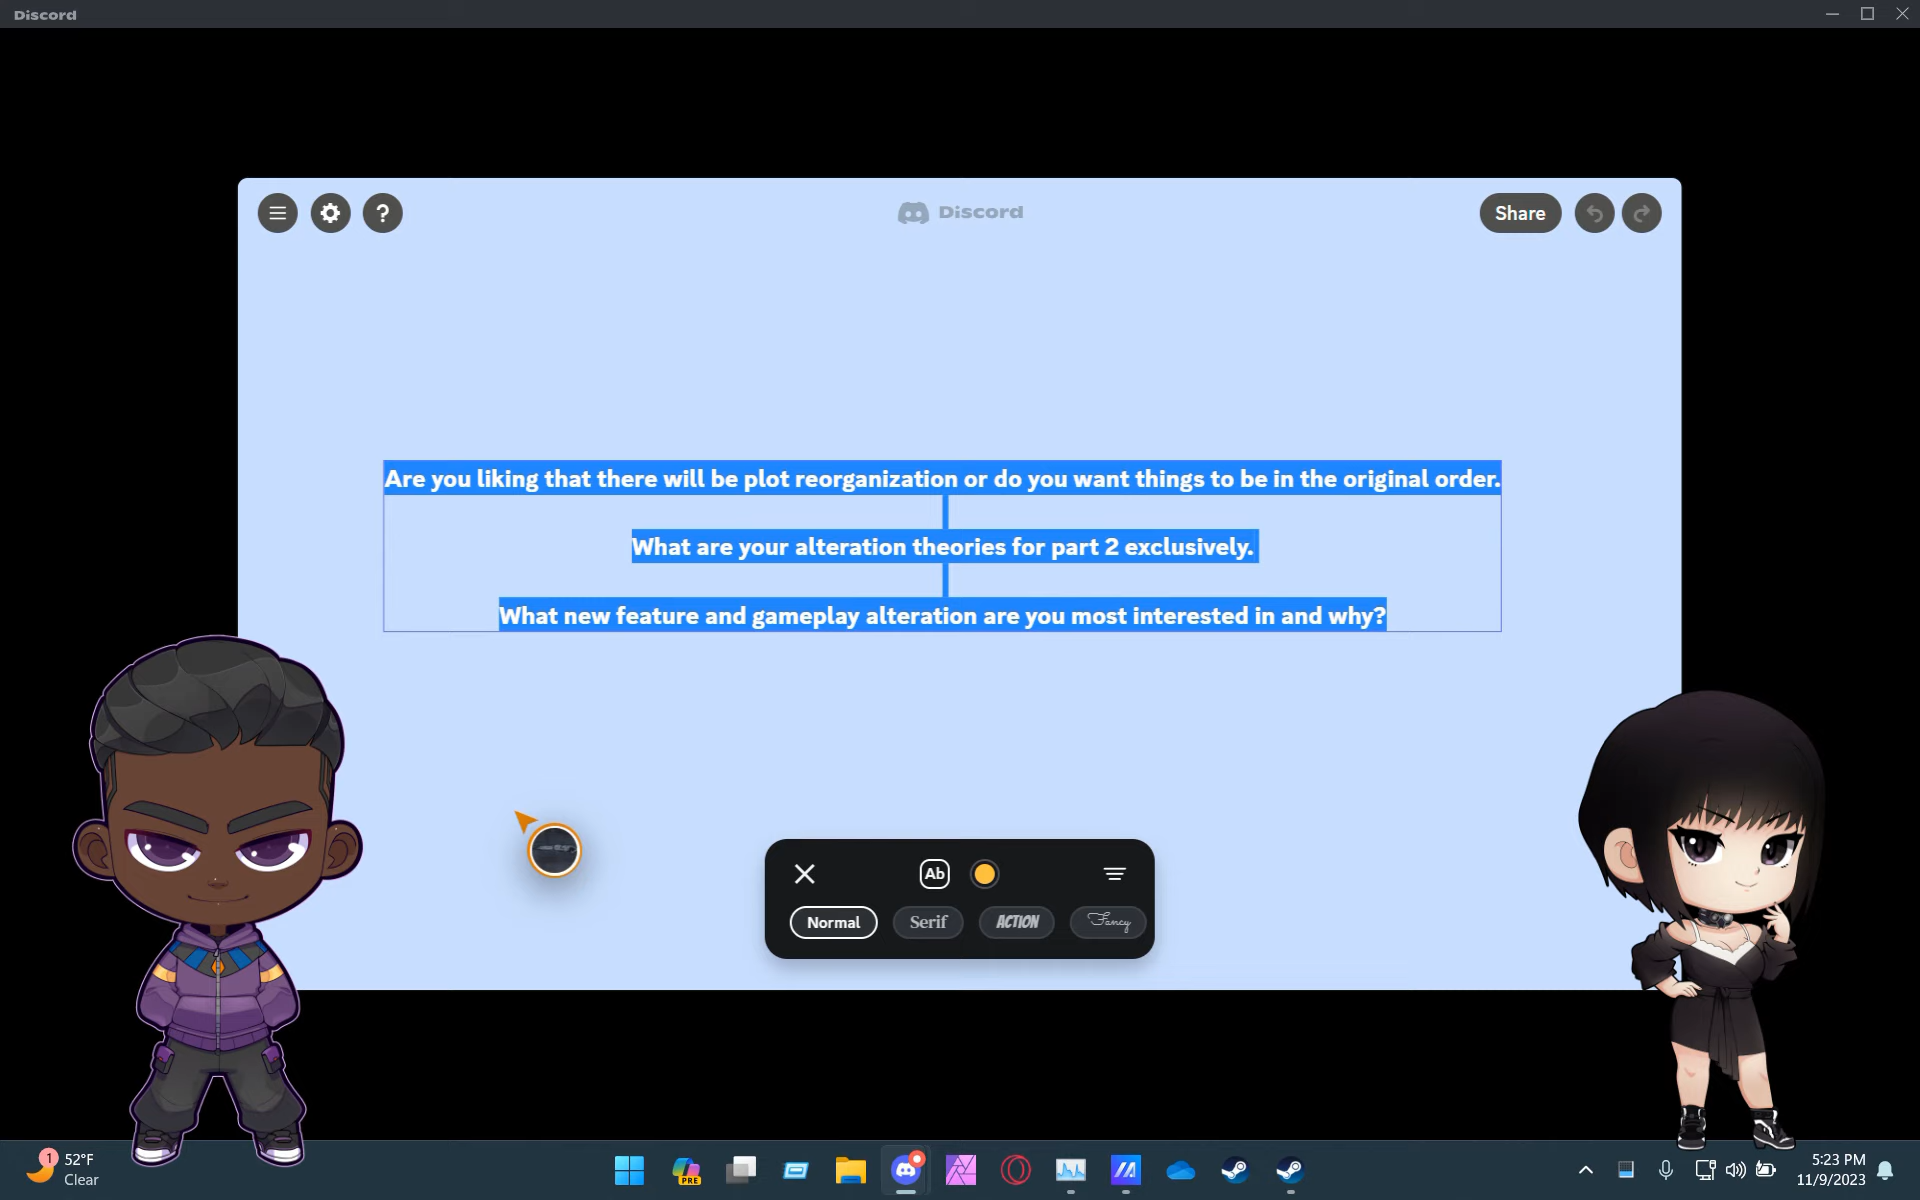 Discord
Discord
Share
Are you liking that there will be plot reorganization or do you want things to be in the original order.
What are your alteration theories for part 2 exclusively.
What new feature and gameplay alteration are you most interested in and why?
Ab
Normal Serif ACTION Fancy
1 52°F
Clear
PRE
5:23 PM
11/9/2023